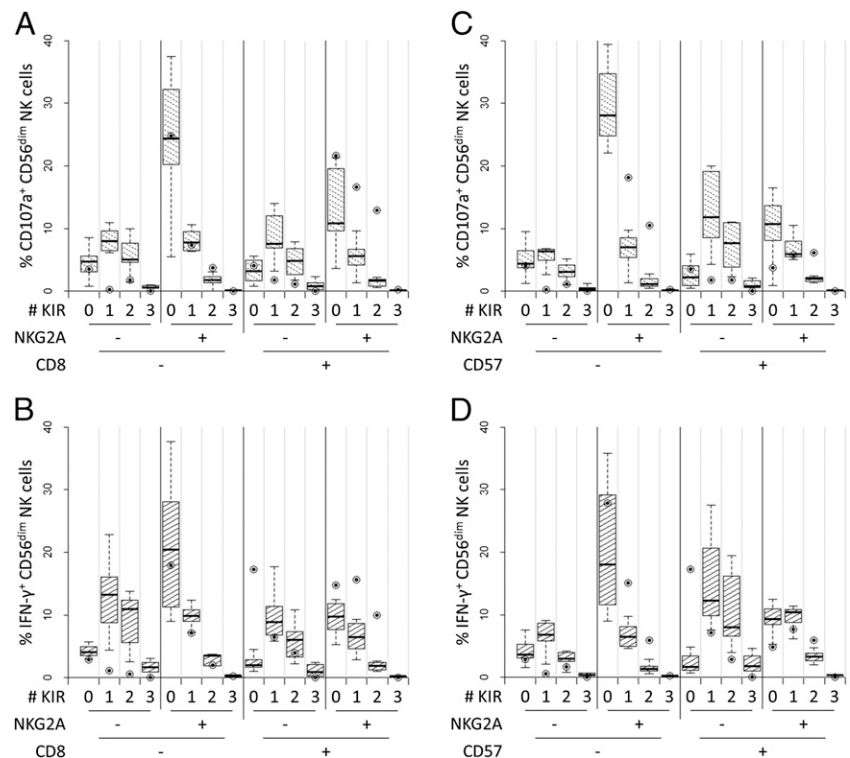 A
% CD107a⁺ CD56ᵈⁱᵐ NK cells
40
30
20
10
0
# KIR 0 1 2 3 0 1 2 3 0 1 2 3 0 1 2 3
NKG2A - + - +
CD8 - +
C
% CD107a⁺ CD56ᵈⁱᵐ NK cells
40
30
20
10
0
# KIR 0 1 2 3 0 1 2 3 0 1 2 3 0 1 2 3
NKG2A - + - +
CD57 - +
B
% IFN-γ⁺ CD56ᵈⁱᵐ NK cells
40
30
20
10
0
# KIR 0 1 2 3 0 1 2 3 0 1 2 3 0 1 2 3
NKG2A - + - +
CD8 - +
D
% IFN-γ⁺ CD56ᵈⁱᵐ NK cells
40
30
20
10
0
# KIR 0 1 2 3 0 1 2 3 0 1 2 3 0 1 2 3
NKG2A - + - +
CD57 - +